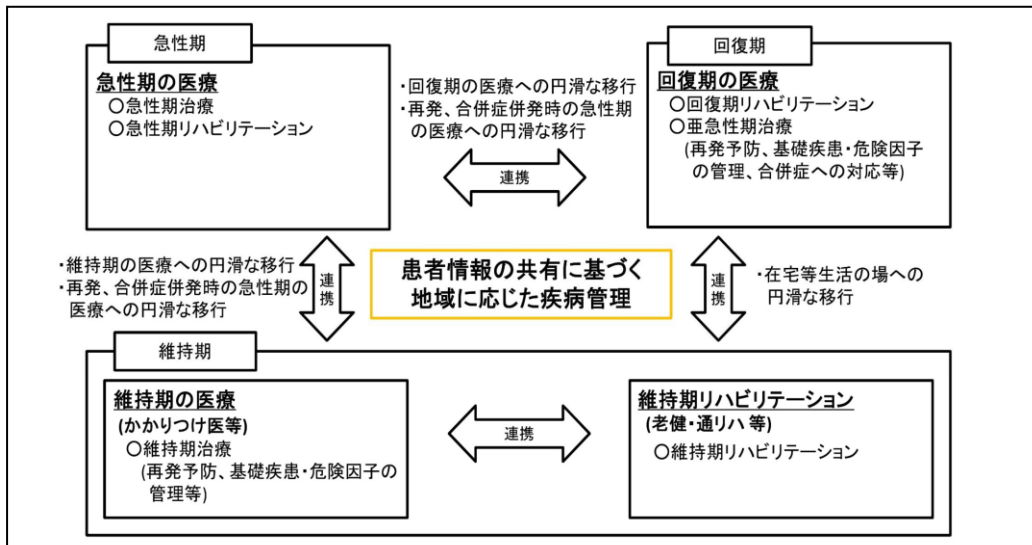 急性期
急性期の医療
○急性期治療
○急性期リハビリテーション
・回復期の医療への円滑な移行
・再発、合併症併発時の急性期
の医療への円滑な移行
連携
回復期
回復期の医療
○回復期リハビリテーション
○亜急性期治療
(再発予防、基礎疾患・危険因子
の管理、合併症への対応等)
・維持期の医療への円滑な移行
・再発、合併症併発時の急性期の
医療への円滑な移行
連携
患者情報の共有に基づく
地域に応じた疾病管理
連携
・在宅等生活の場への
円滑な移行
維持期
維持期の医療
(かかりつけ医等)
○維持期治療
(再発予防、基礎疾患・危険因子の
管理等)
連携
維持期リハビリテーション
(老健・通リハ 等)
○維持期リハビリテーション